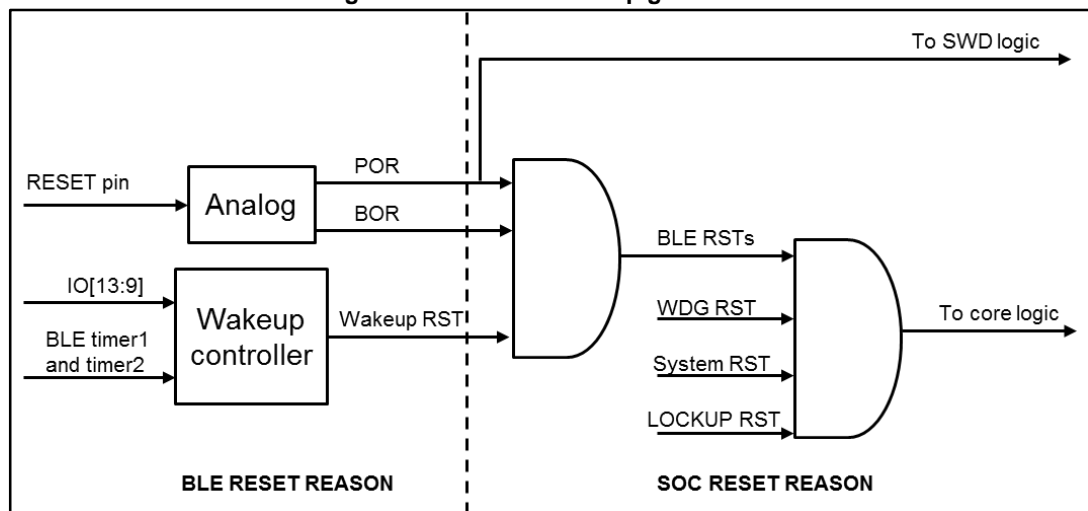 To SWD logic
RESET pin
Analog
POR
BOR
IO[13:9]
BLE timer1
and timer2
Wakeup
controller
Wakeup RST
BLE RSTs
WDG RST
System RST
LOCKUP RST
To core logic
BLE RESET REASON
SOC RESET REASON